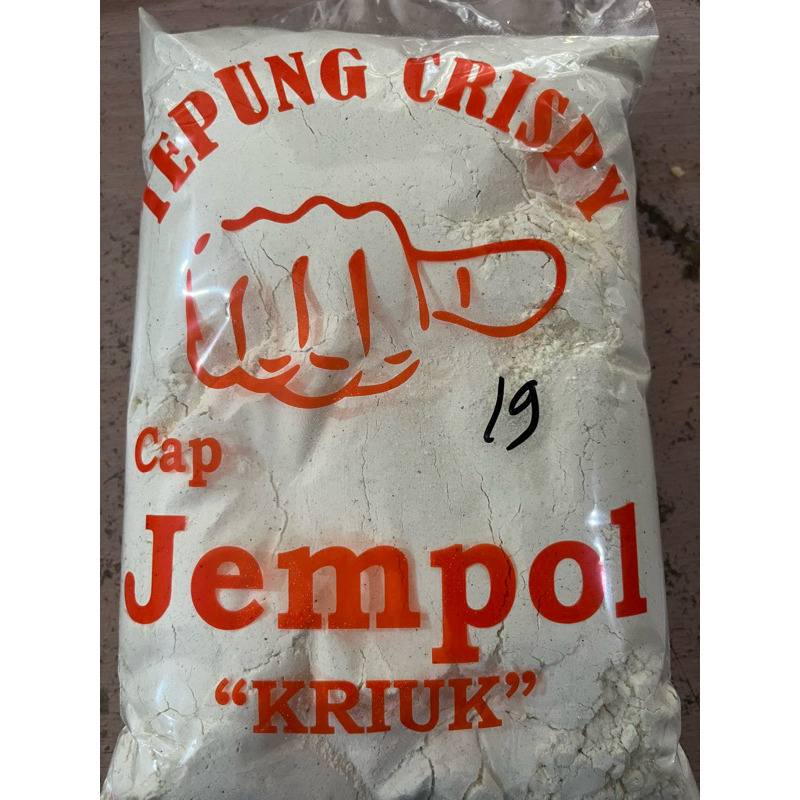 TEPUNG CRISPY
19
Cap
Jempol
“KRIUK”